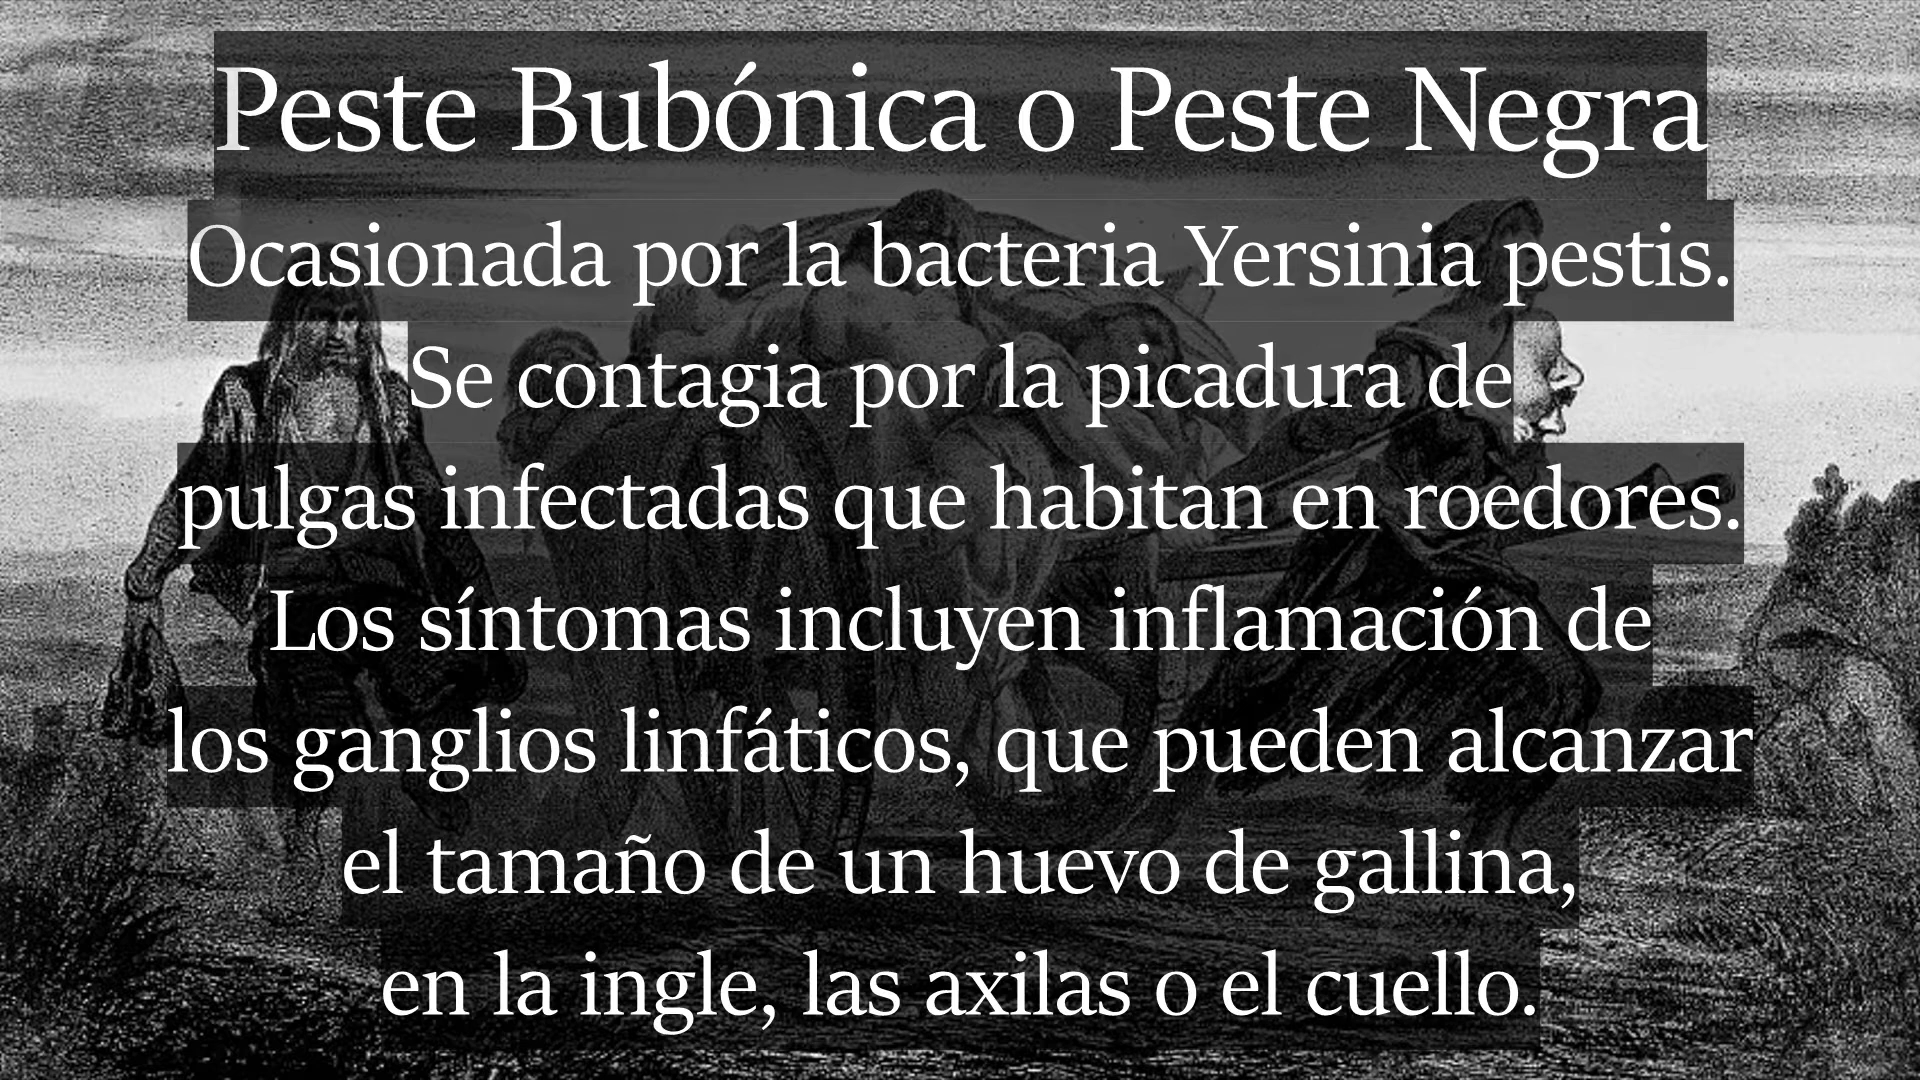 Peste Bubónica o Peste Negra
Ocasionada por la bacteria Yersinia pestis.
Se contagia por la picadura de
pulgas infectadas que habitan en roedores.
Los síntomas incluyen inflamación de
los ganglios linfáticos, que pueden alcanzar
el tamaño de un huevo de gallina,
en la ingle, las axilas o el cuello.